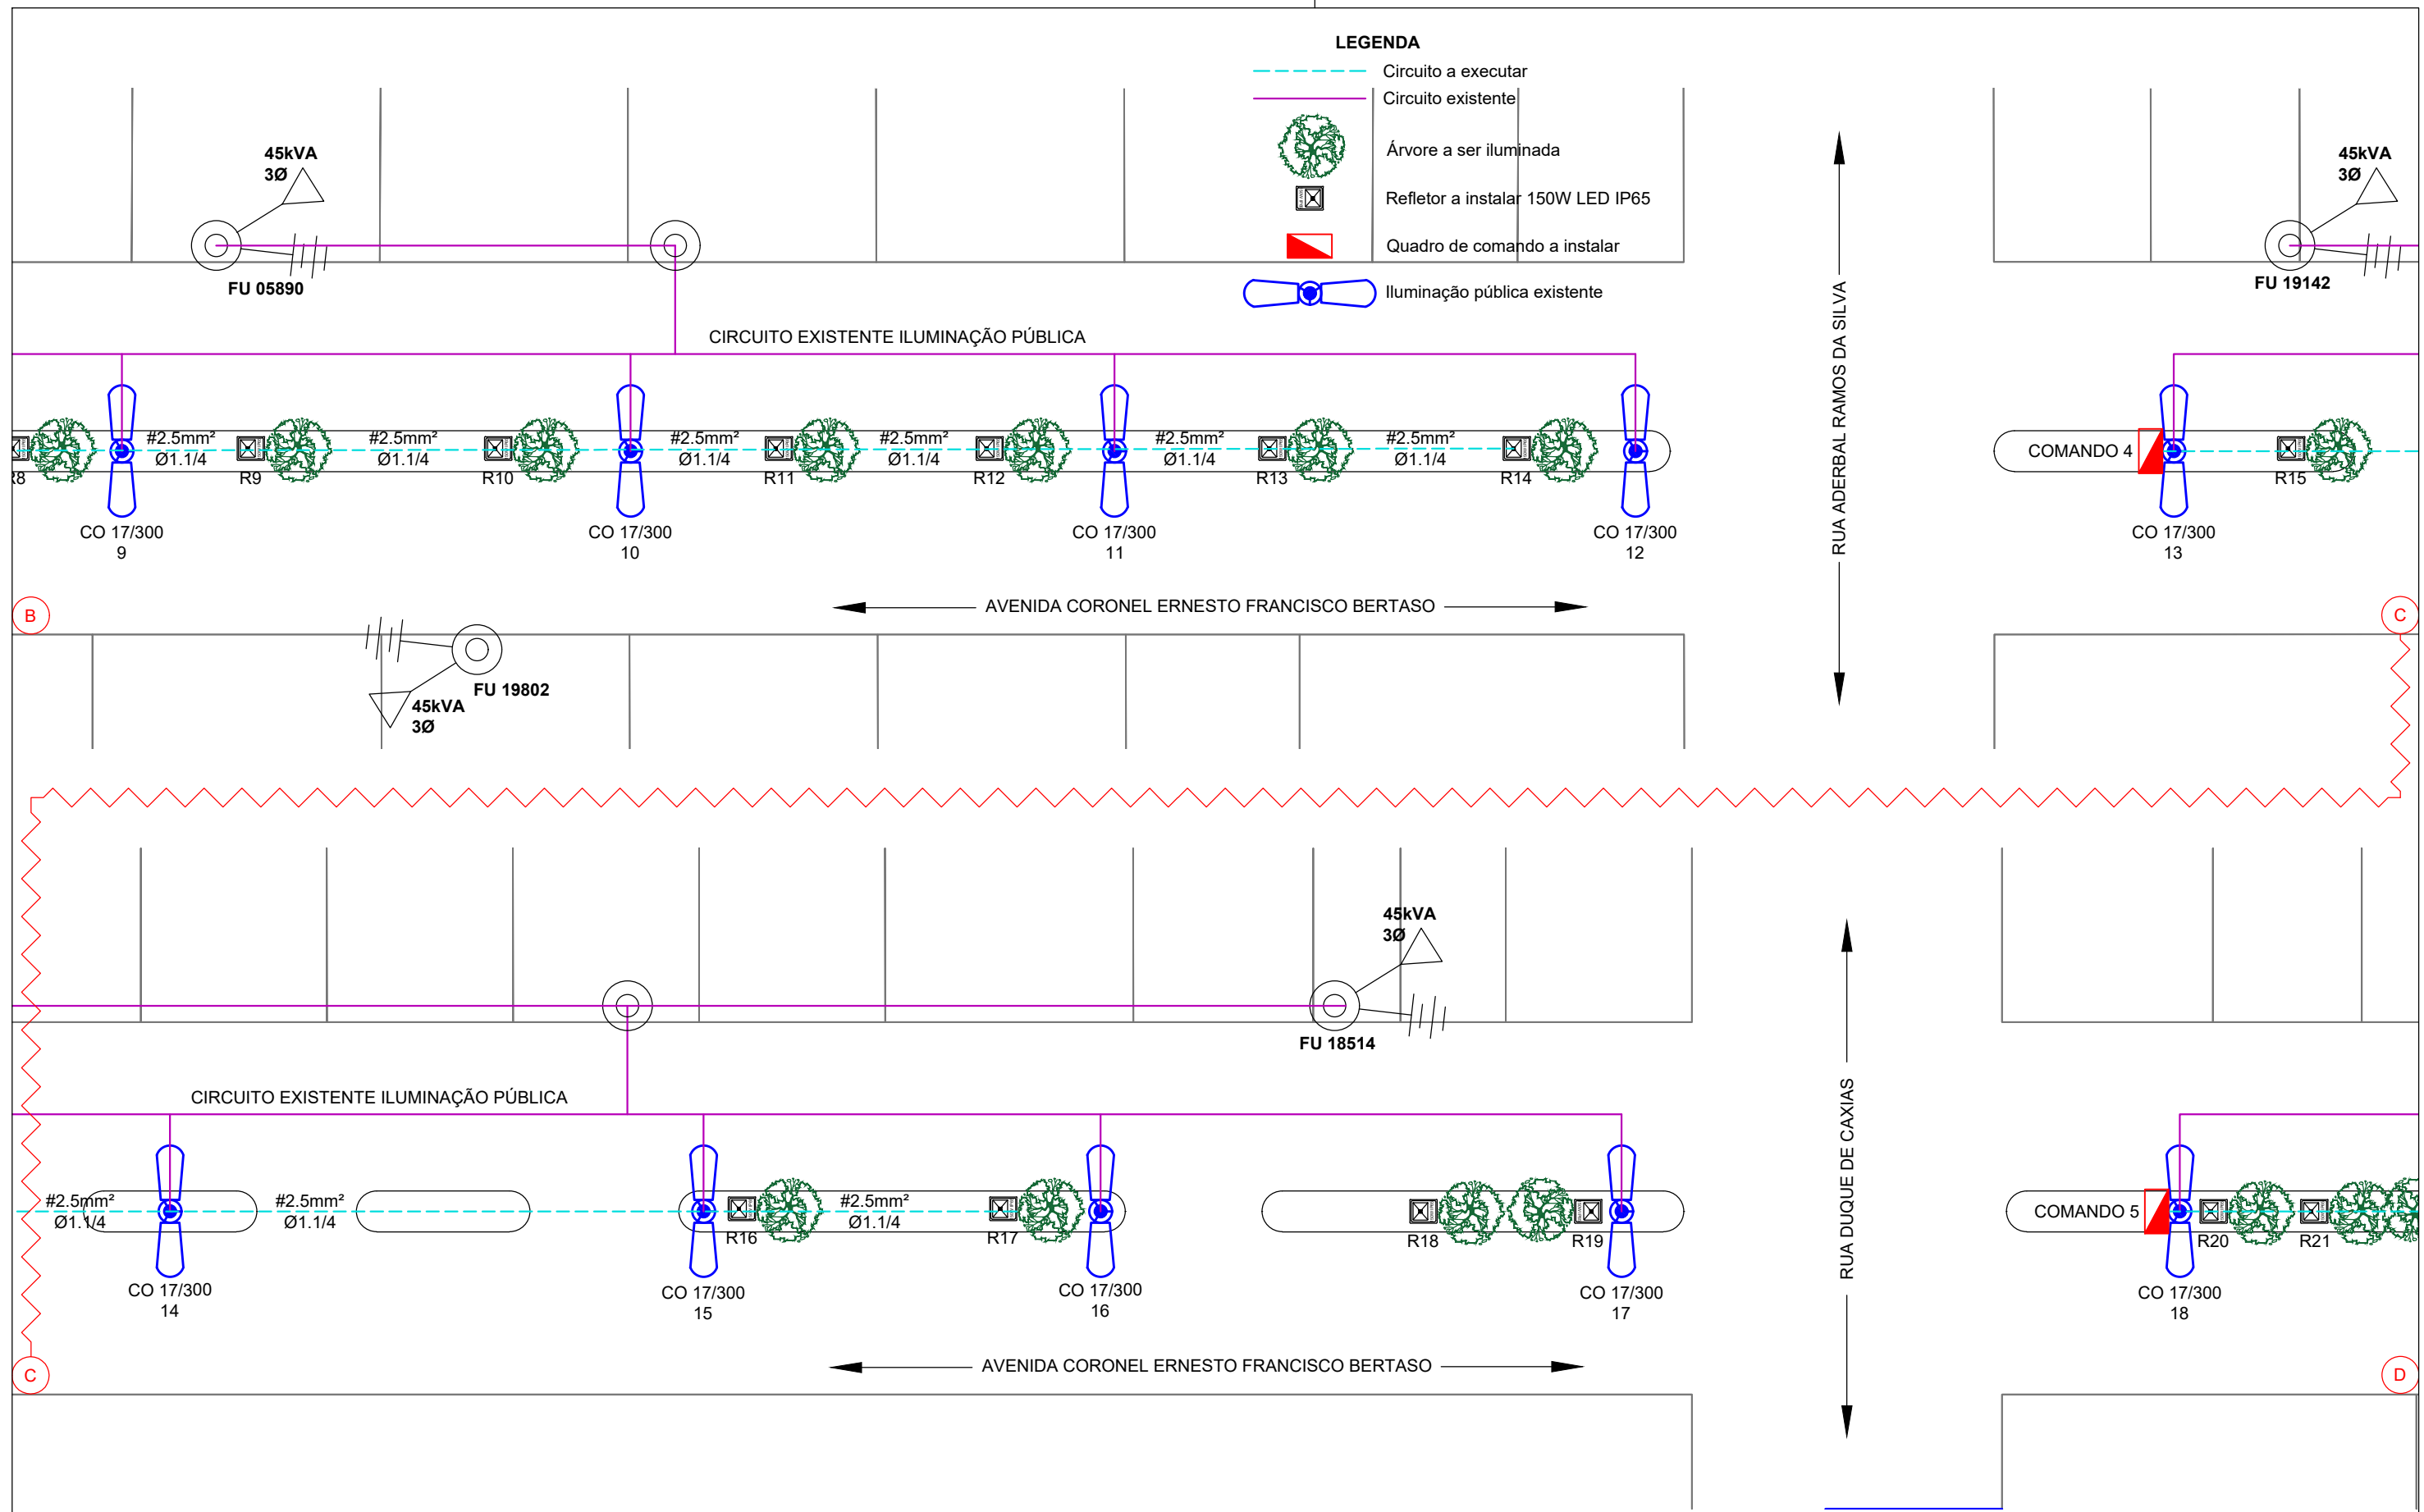 LEGENDA
Circuito a executar
Circuito existente
Árvore a ser iluminada
Refletor a instalar 150W LED IP65
Quadro de comando a instalar
Iluminação pública existente
45kVA
3Ø
FU 05890
45kVA
3Ø
FU 19142
CIRCUITO EXISTENTE ILUMINAÇÃO PÚBLICA
RUA ADERBAL RAMOS DA SILVA
#2.5mm²
Ø1.1/4
#2.5mm²
Ø1.1/4
#2.5mm²
Ø1.1/4
#2.5mm²
Ø1.1/4
#2.5mm²
Ø1.1/4
#2.5mm²
Ø1.1/4
COMANDO 4
R8
R9
R10
R11
R12
R13
R14
R15
CO 17/300
9
CO 17/300
10
CO 17/300
11
CO 17/300
12
CO 17/300
13
B
AVENIDA CORONEL ERNESTO FRANCISCO BERTASO
C
FU 19802
45kVA
3Ø
45kVA
3Ø
FU 18514
CIRCUITO EXISTENTE ILUMINAÇÃO PÚBLICA
RUA DUQUE DE CAXIAS
#2.5mm²
Ø1.1/4
#2.5mm²
Ø1.1/4
#2.5mm²
Ø1.1/4
COMANDO 5
R16
R17
R18
R19
R20
R21
CO 17/300
14
CO 17/300
15
CO 17/300
16
CO 17/300
17
CO 17/300
18
C
AVENIDA CORONEL ERNESTO FRANCISCO BERTASO
D